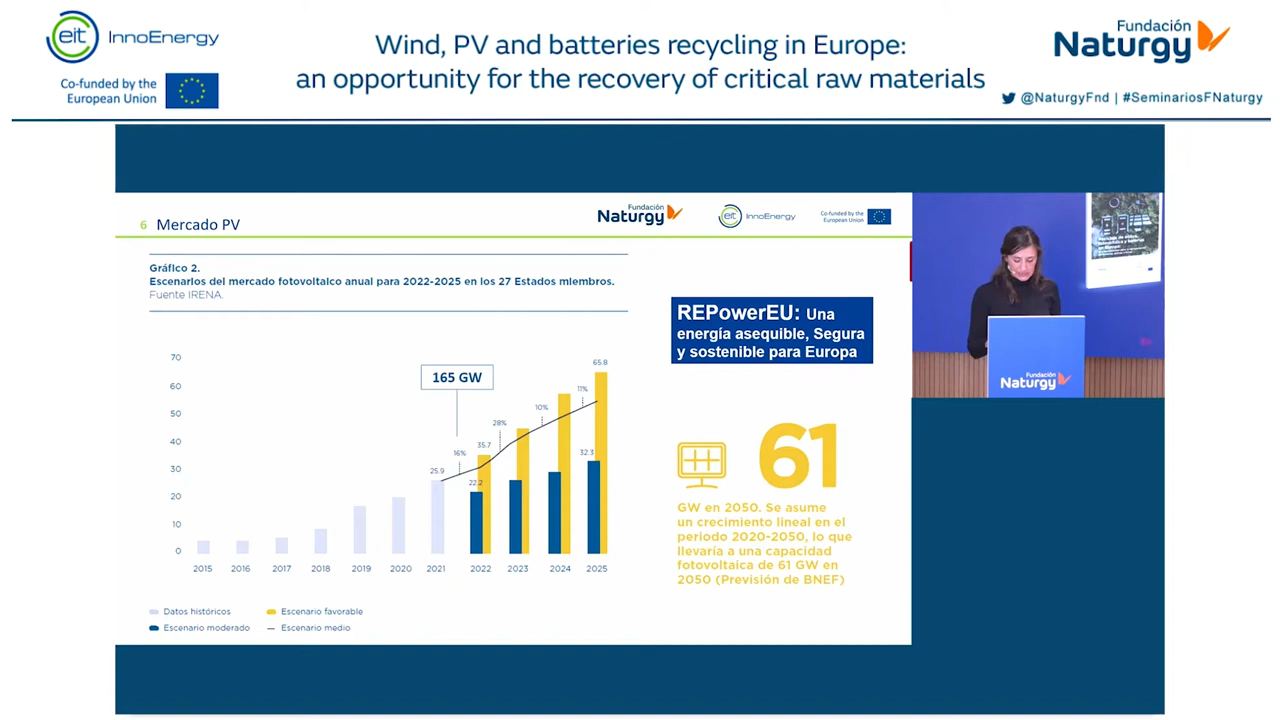 eit InnoEnergy
Co-funded by the
European Union
Wind, PV and batteries recycling in Europe:
an opportunity for the recovery of critical raw materials
Fundación
Naturgy
@NaturgyFnd | #SeminariosFNaturgy
6 Mercado PV
Fundación
Naturgy
eit InnoEnergy
Co-funded by the
European Union
Gráfico 2.
Escenarios del mercado fotovoltaico anual para 2022-2025 en los 27 Estados miembros.
Fuente IRENA.
70
60
50
40
30
20
10
0
165 GW
25.9
16%
22.2
35.7
28%
10%
11%
32.3
65.8
2015 2016 2017 2018 2019 2020 2021 2022 2023 2024 2025
Datos históricos
Escenario favorable
Escenario moderado
Escenario medio
REPowerEU: Una
energía asequible, Segura
y sostenible para Europa
61
GW en 2050. Se asume
un crecimiento lineal en el
periodo 2020-2050, lo que
llevaría a una capacidad
fotovoltaica de 61 GW en
2050 (Previsión de BNEF)
Fundación
Naturgy